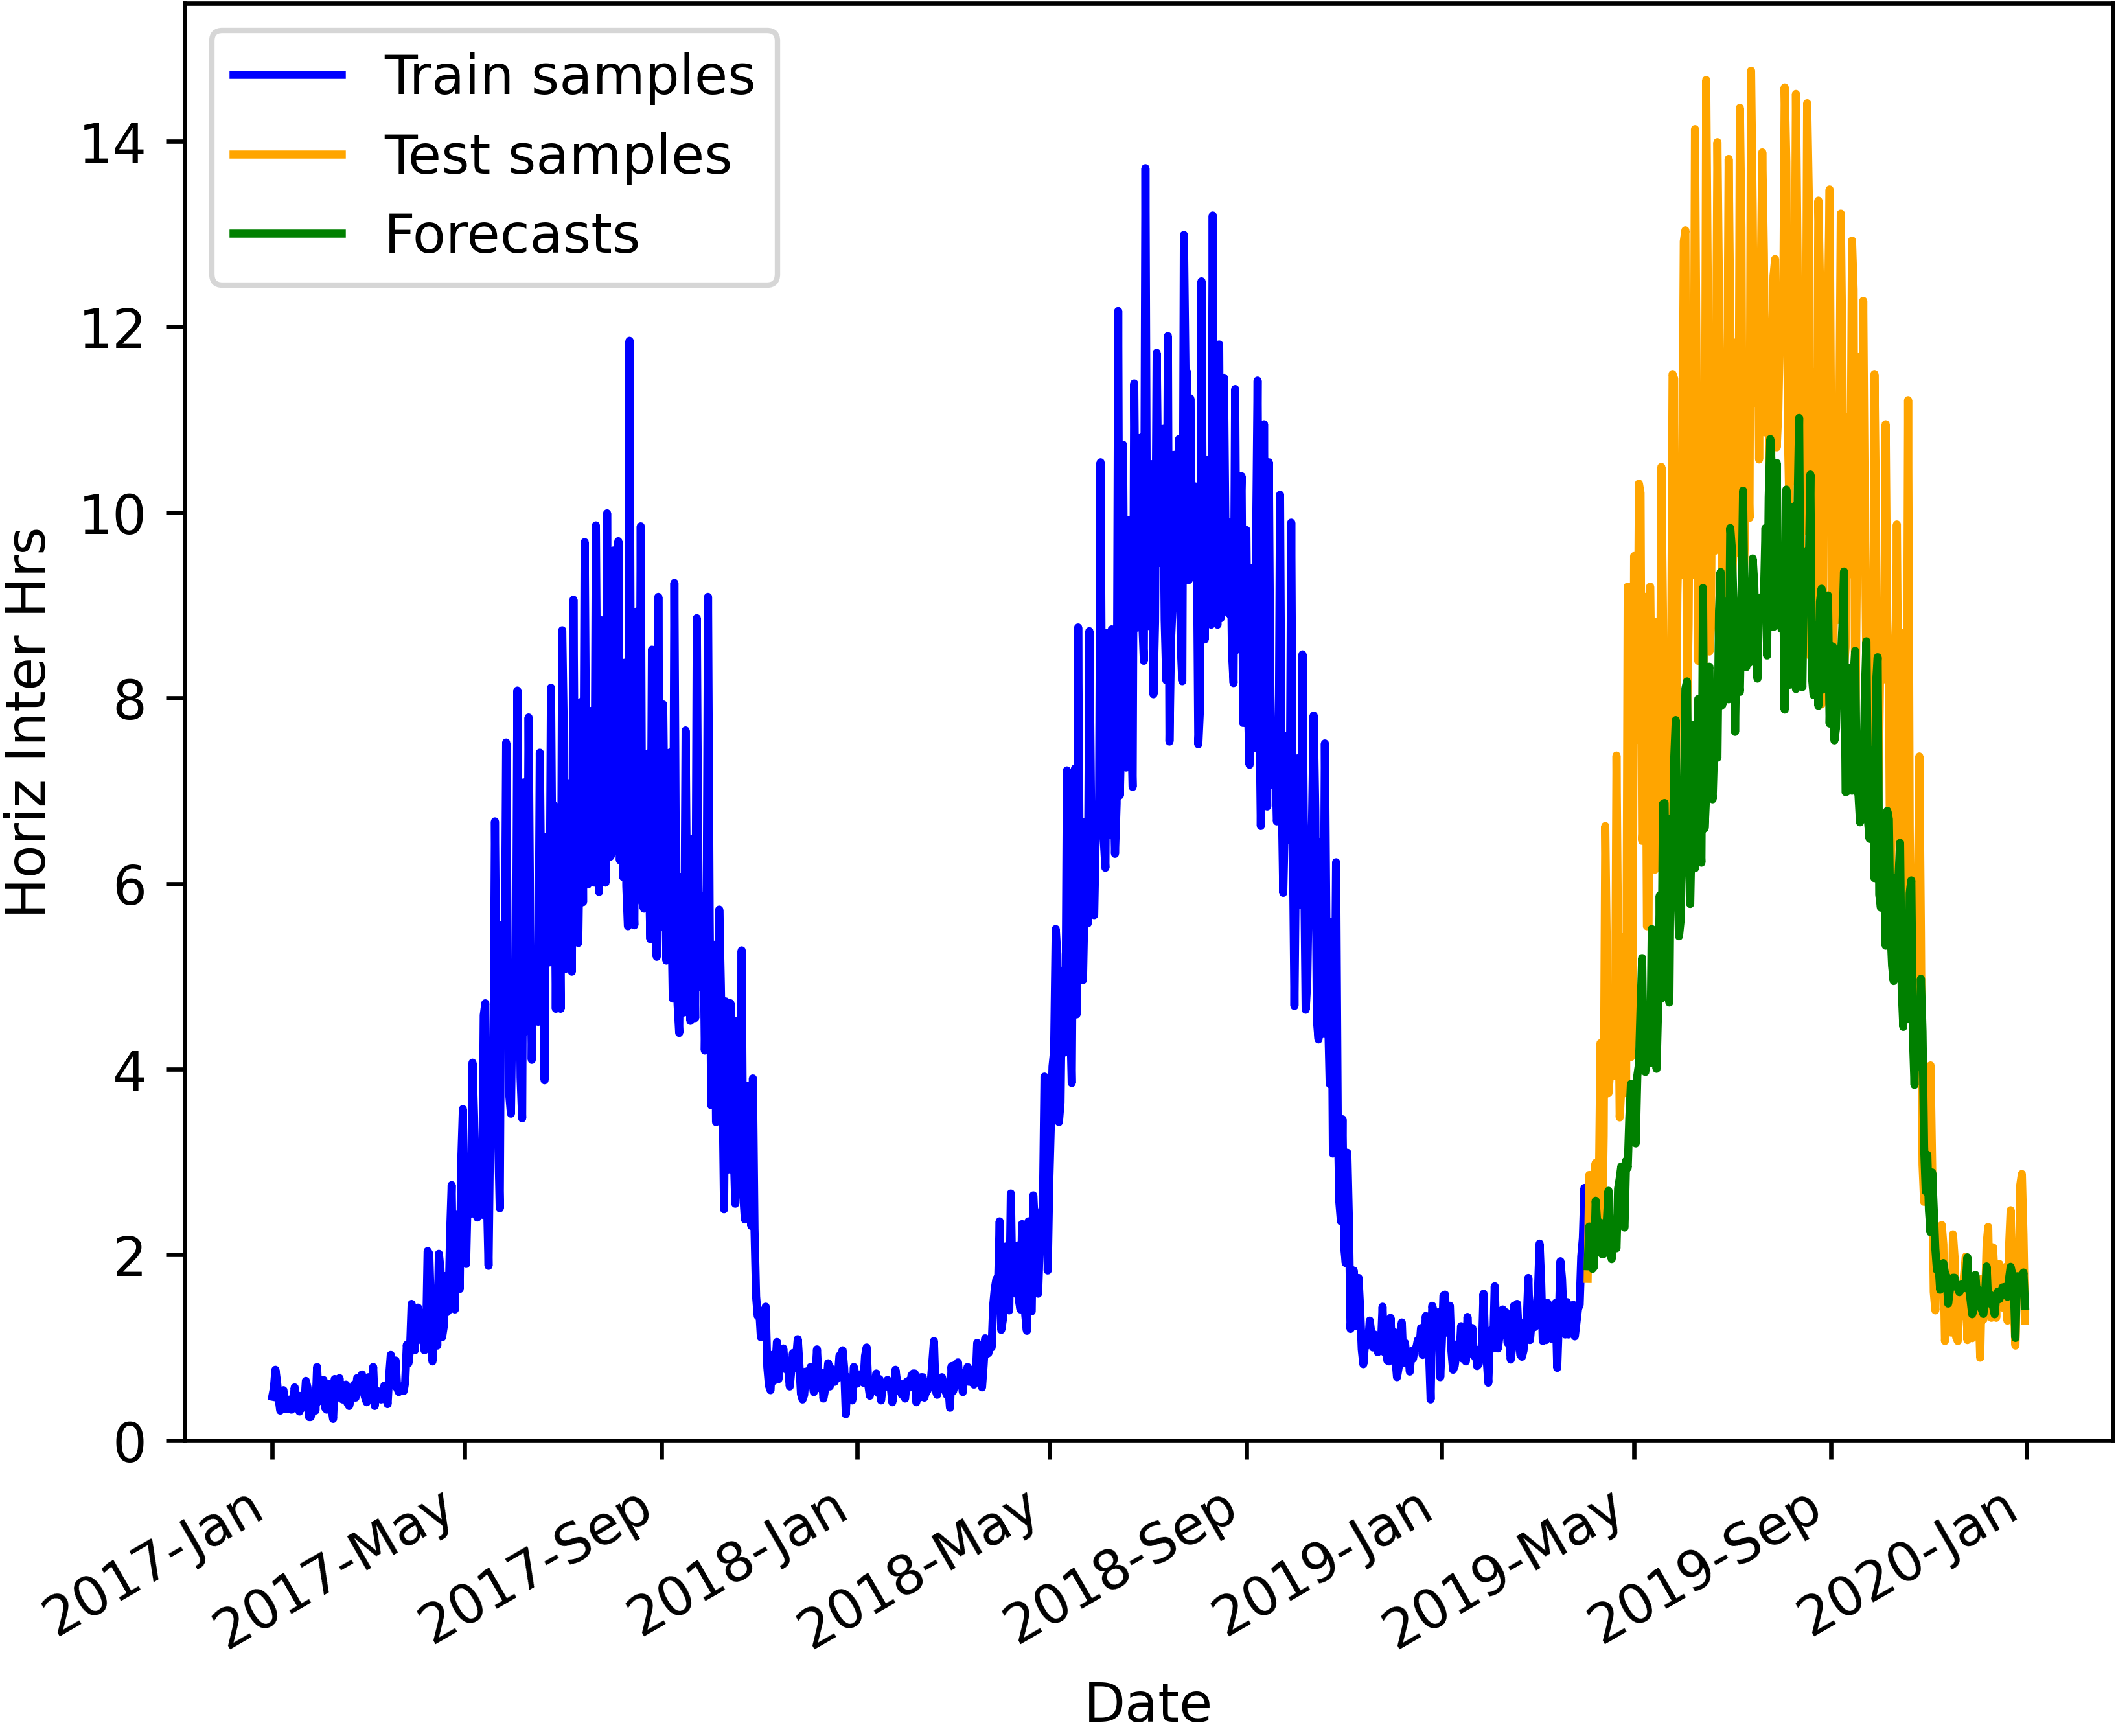 Train samples
Test samples
Forecasts
14
12
10
8
6
4
2
0
Horiz Inter Hrs
2017-Jan
2017-May
2017-Sep
2018-Jan
2018-May
2018-Sep
2019-Jan
2019-May
2019-Sep
2020-Jan
Date